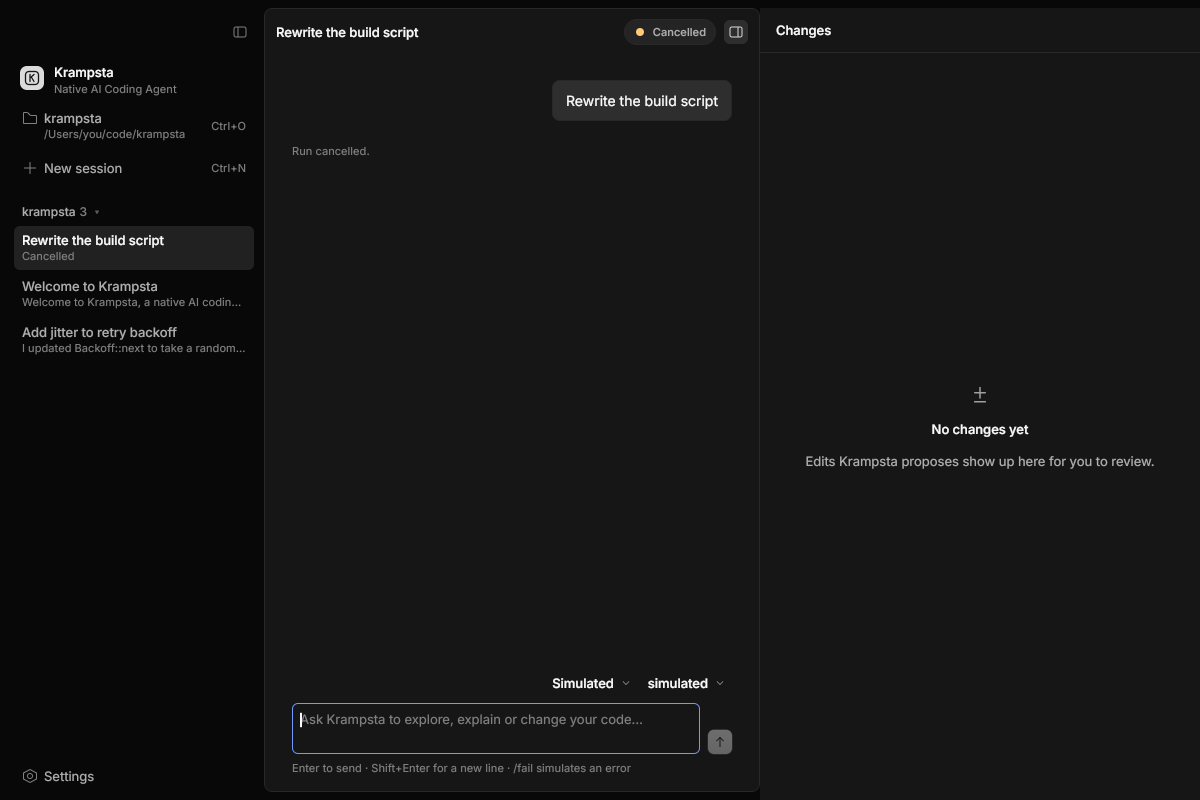 Krampsta
Native AI Coding Agent
krampsta
/Users/you/code/krampsta
Ctrl+O
New session
Ctrl+N
krampsta 3
Rewrite the build script
Cancelled
Welcome to Krampsta
Welcome to Krampsta, a native AI codin...
Add jitter to retry backoff
I updated Backoff::next to take a random...
Settings
Rewrite the build script
Cancelled
Rewrite the build script
Run cancelled.
Simulated
simulated
Ask Krampsta to explore, explain or change your code...
Enter to send · Shift+Enter for a new line · /fail simulates an error
Changes
No changes yet
Edits Krampsta proposes show up here for you to review.